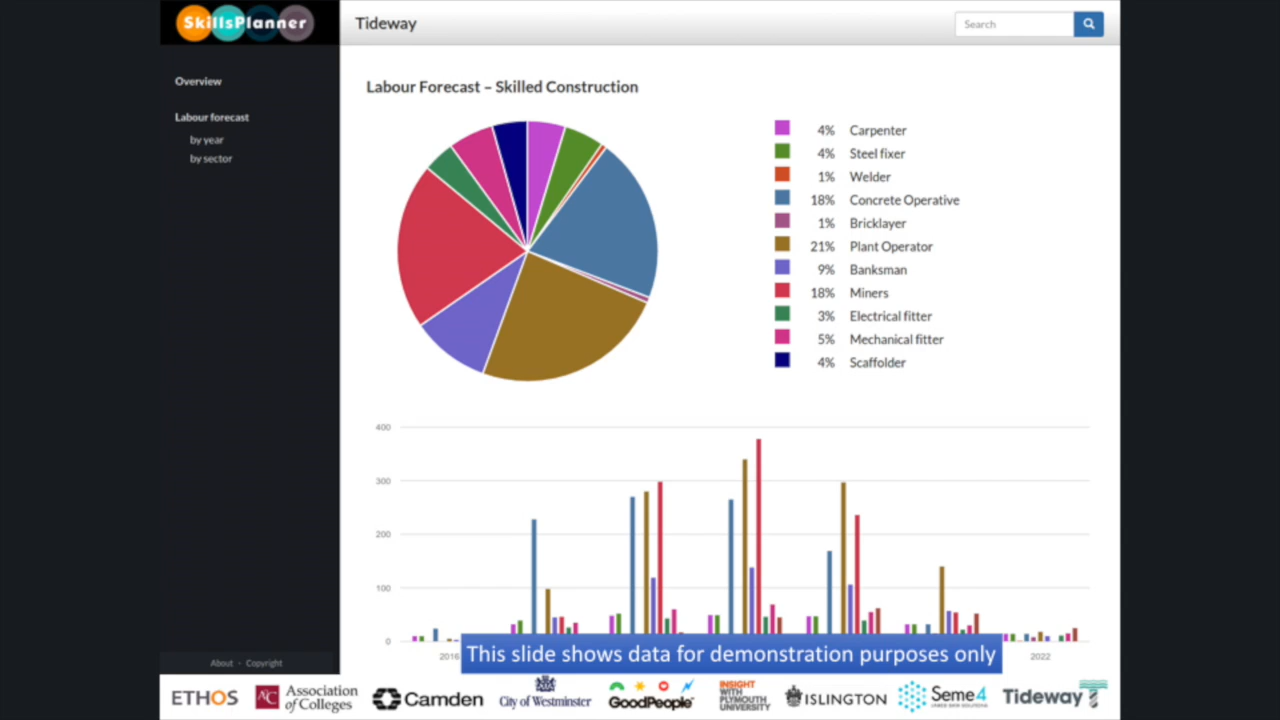 SkillsPlanner
Tideway
Search
Overview
Labour forecast
by year
by sector
Labour Forecast – Skilled Construction
4% Carpenter
4% Steel fixer
1% Welder
18% Concrete Operative
1% Bricklayer
21% Plant Operator
9% Banksman
18% Miners
3% Electrical fitter
5% Mechanical fitter
4% Scaffolder
400
300
200
100
0
2016
2022
This slide shows data for demonstration purposes only
About - Copyright
ETHOS
AoC
Association
of Colleges
Camden
City of Westminster
GoodPeople
INSIGHT
WITH
PLYMOUTH
UNIVERSITY
ISLINGTON
Seme4
Tideway